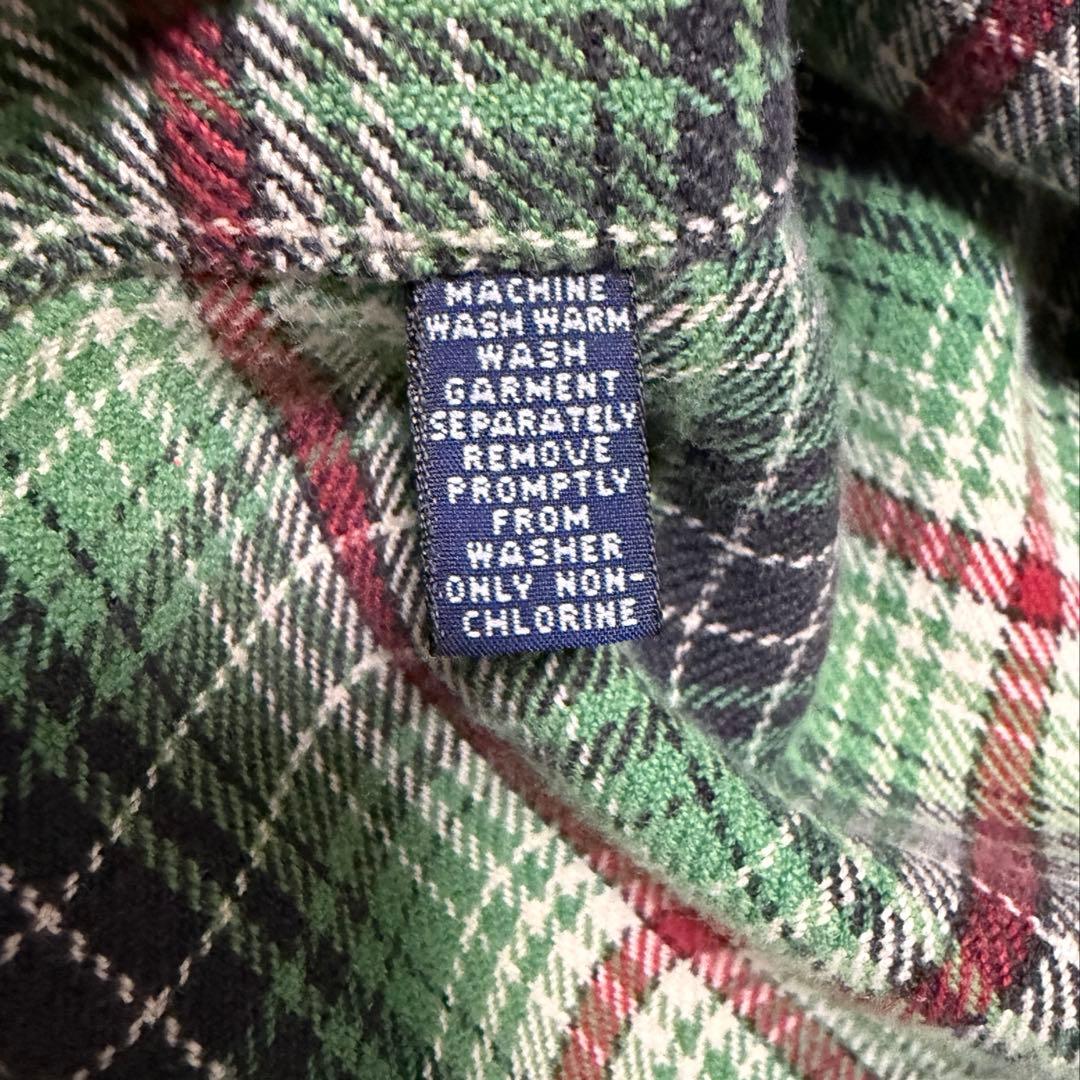 MACHINE
WASH WARM
WASH
GARMENT
SEPARATELY
REMOVE
PROMPTLY
FROM
WASHER
ONLY NON-
CHLORINE